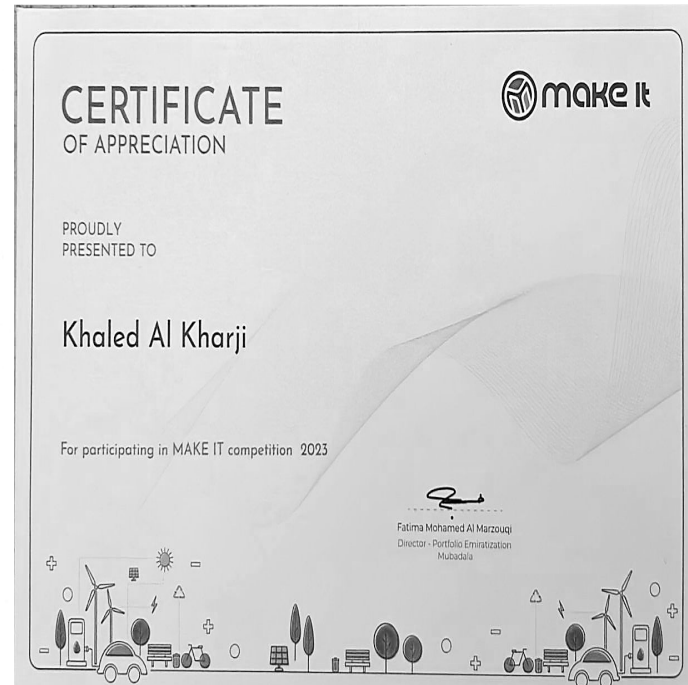 CERTIFICATE
OF APPRECIATION
make it
PROUDLY
PRESENTED TO
Khaled Al Kharji
For participating in MAKE IT competition 2023
Fatima Mohamed Al Marzouqi
Director - Portfolio Emiratization
Mubadala